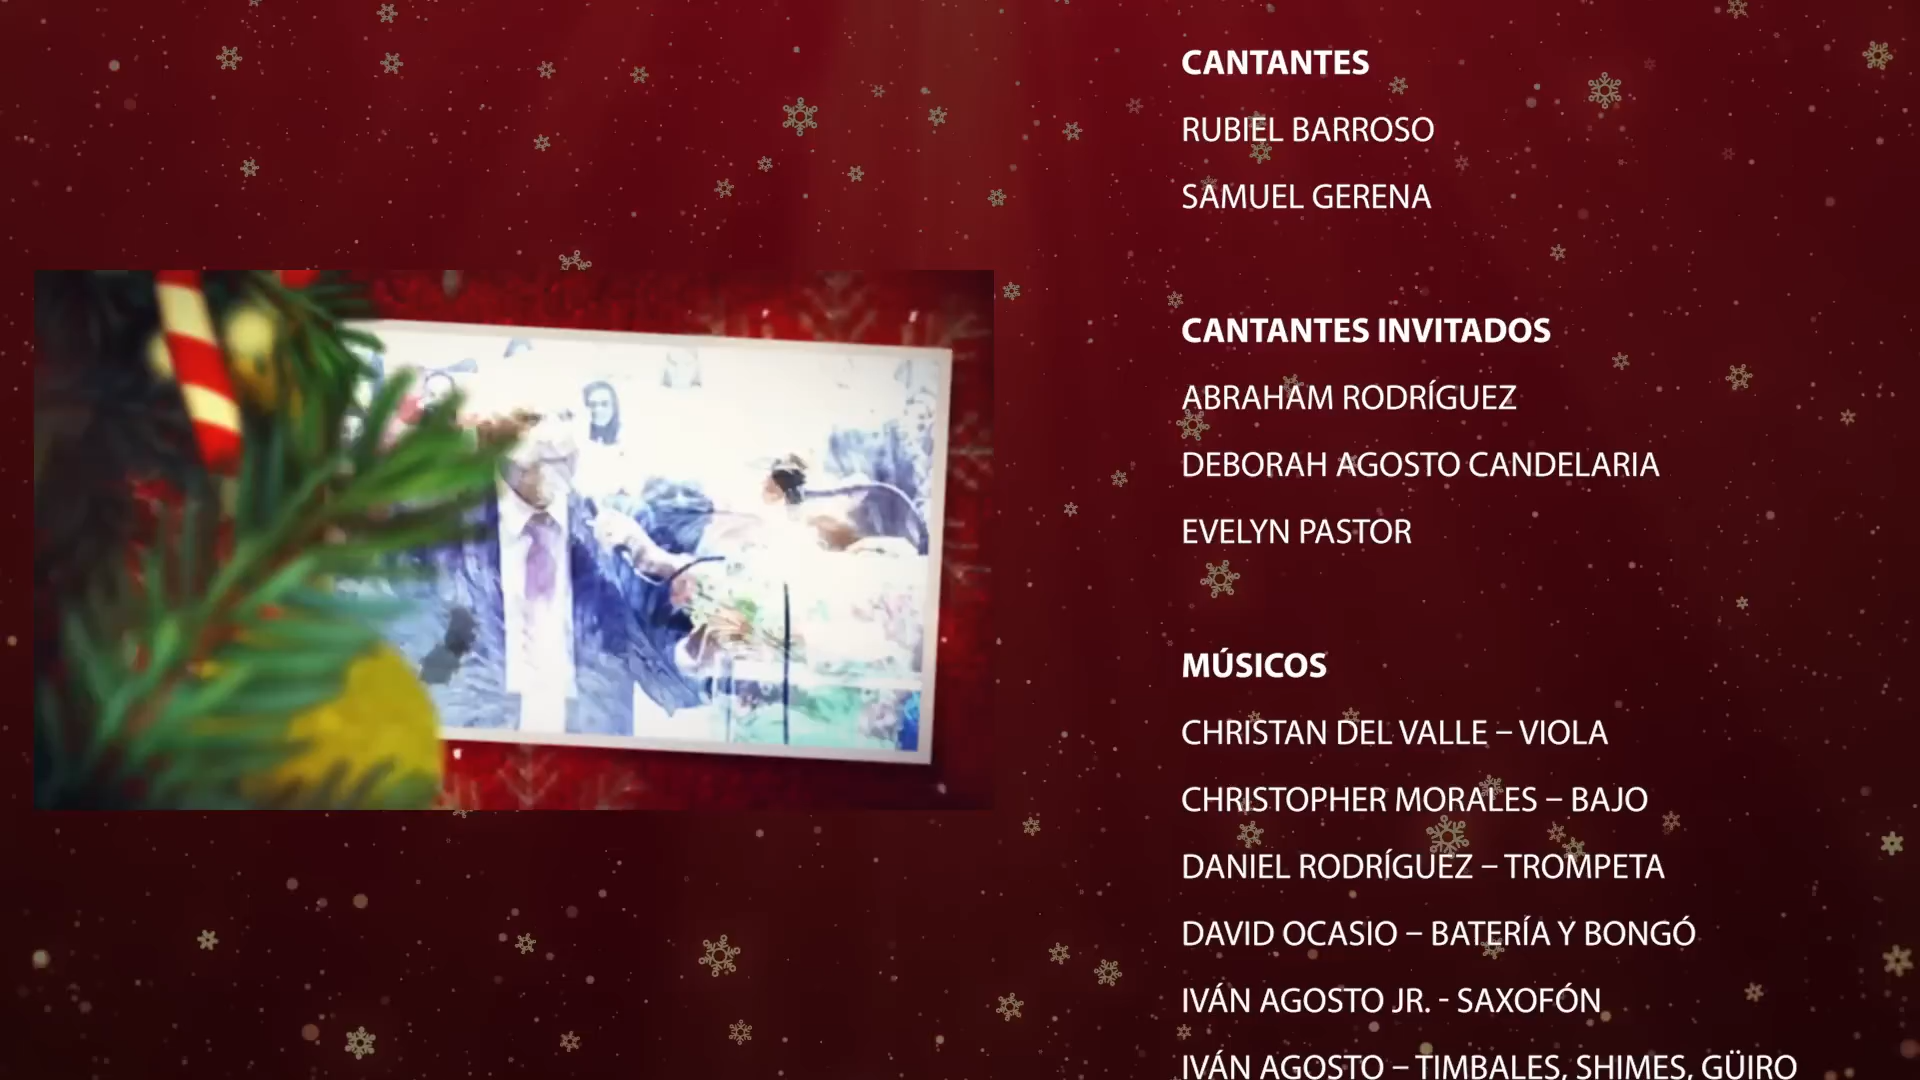 CANTANTES
RUBIEL BARROSO
SAMUEL GERENA
CANTANTES INVITADOS
ABRAHAM RODRÍGUEZ
DEBORAH AGOSTO CANDELARIA
EVELYN PASTOR
MÚSICOS
CHRISTAN DEL VALLE – VIOLA
CHRISTOPHER MORALES – BAJO
DANIEL RODRÍGUEZ – TROMPETA
DAVID OCASIO – BATERÍA Y BONGÓ
IVÁN AGOSTO JR. - SAXOFÓN
IVÁN AGOSTO – TIMBALES, SHIMES, GÜIRO